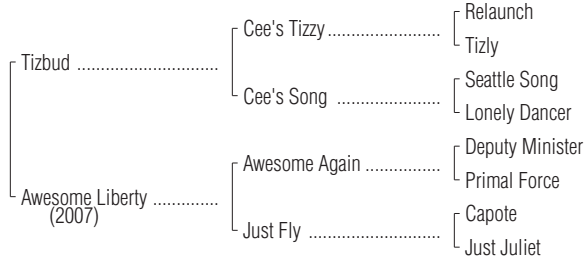 Relaunch
Cee's Tizzy ......................
Tizly
Tizbud ............................
Seattle Song
Cee's Song ....................
Lonely Dancer
Deputy Minister
Awesome Again ...............
Primal Force
Awesome Liberty .............
(2007)
Capote
Just Fly ..........................
Just Juliet